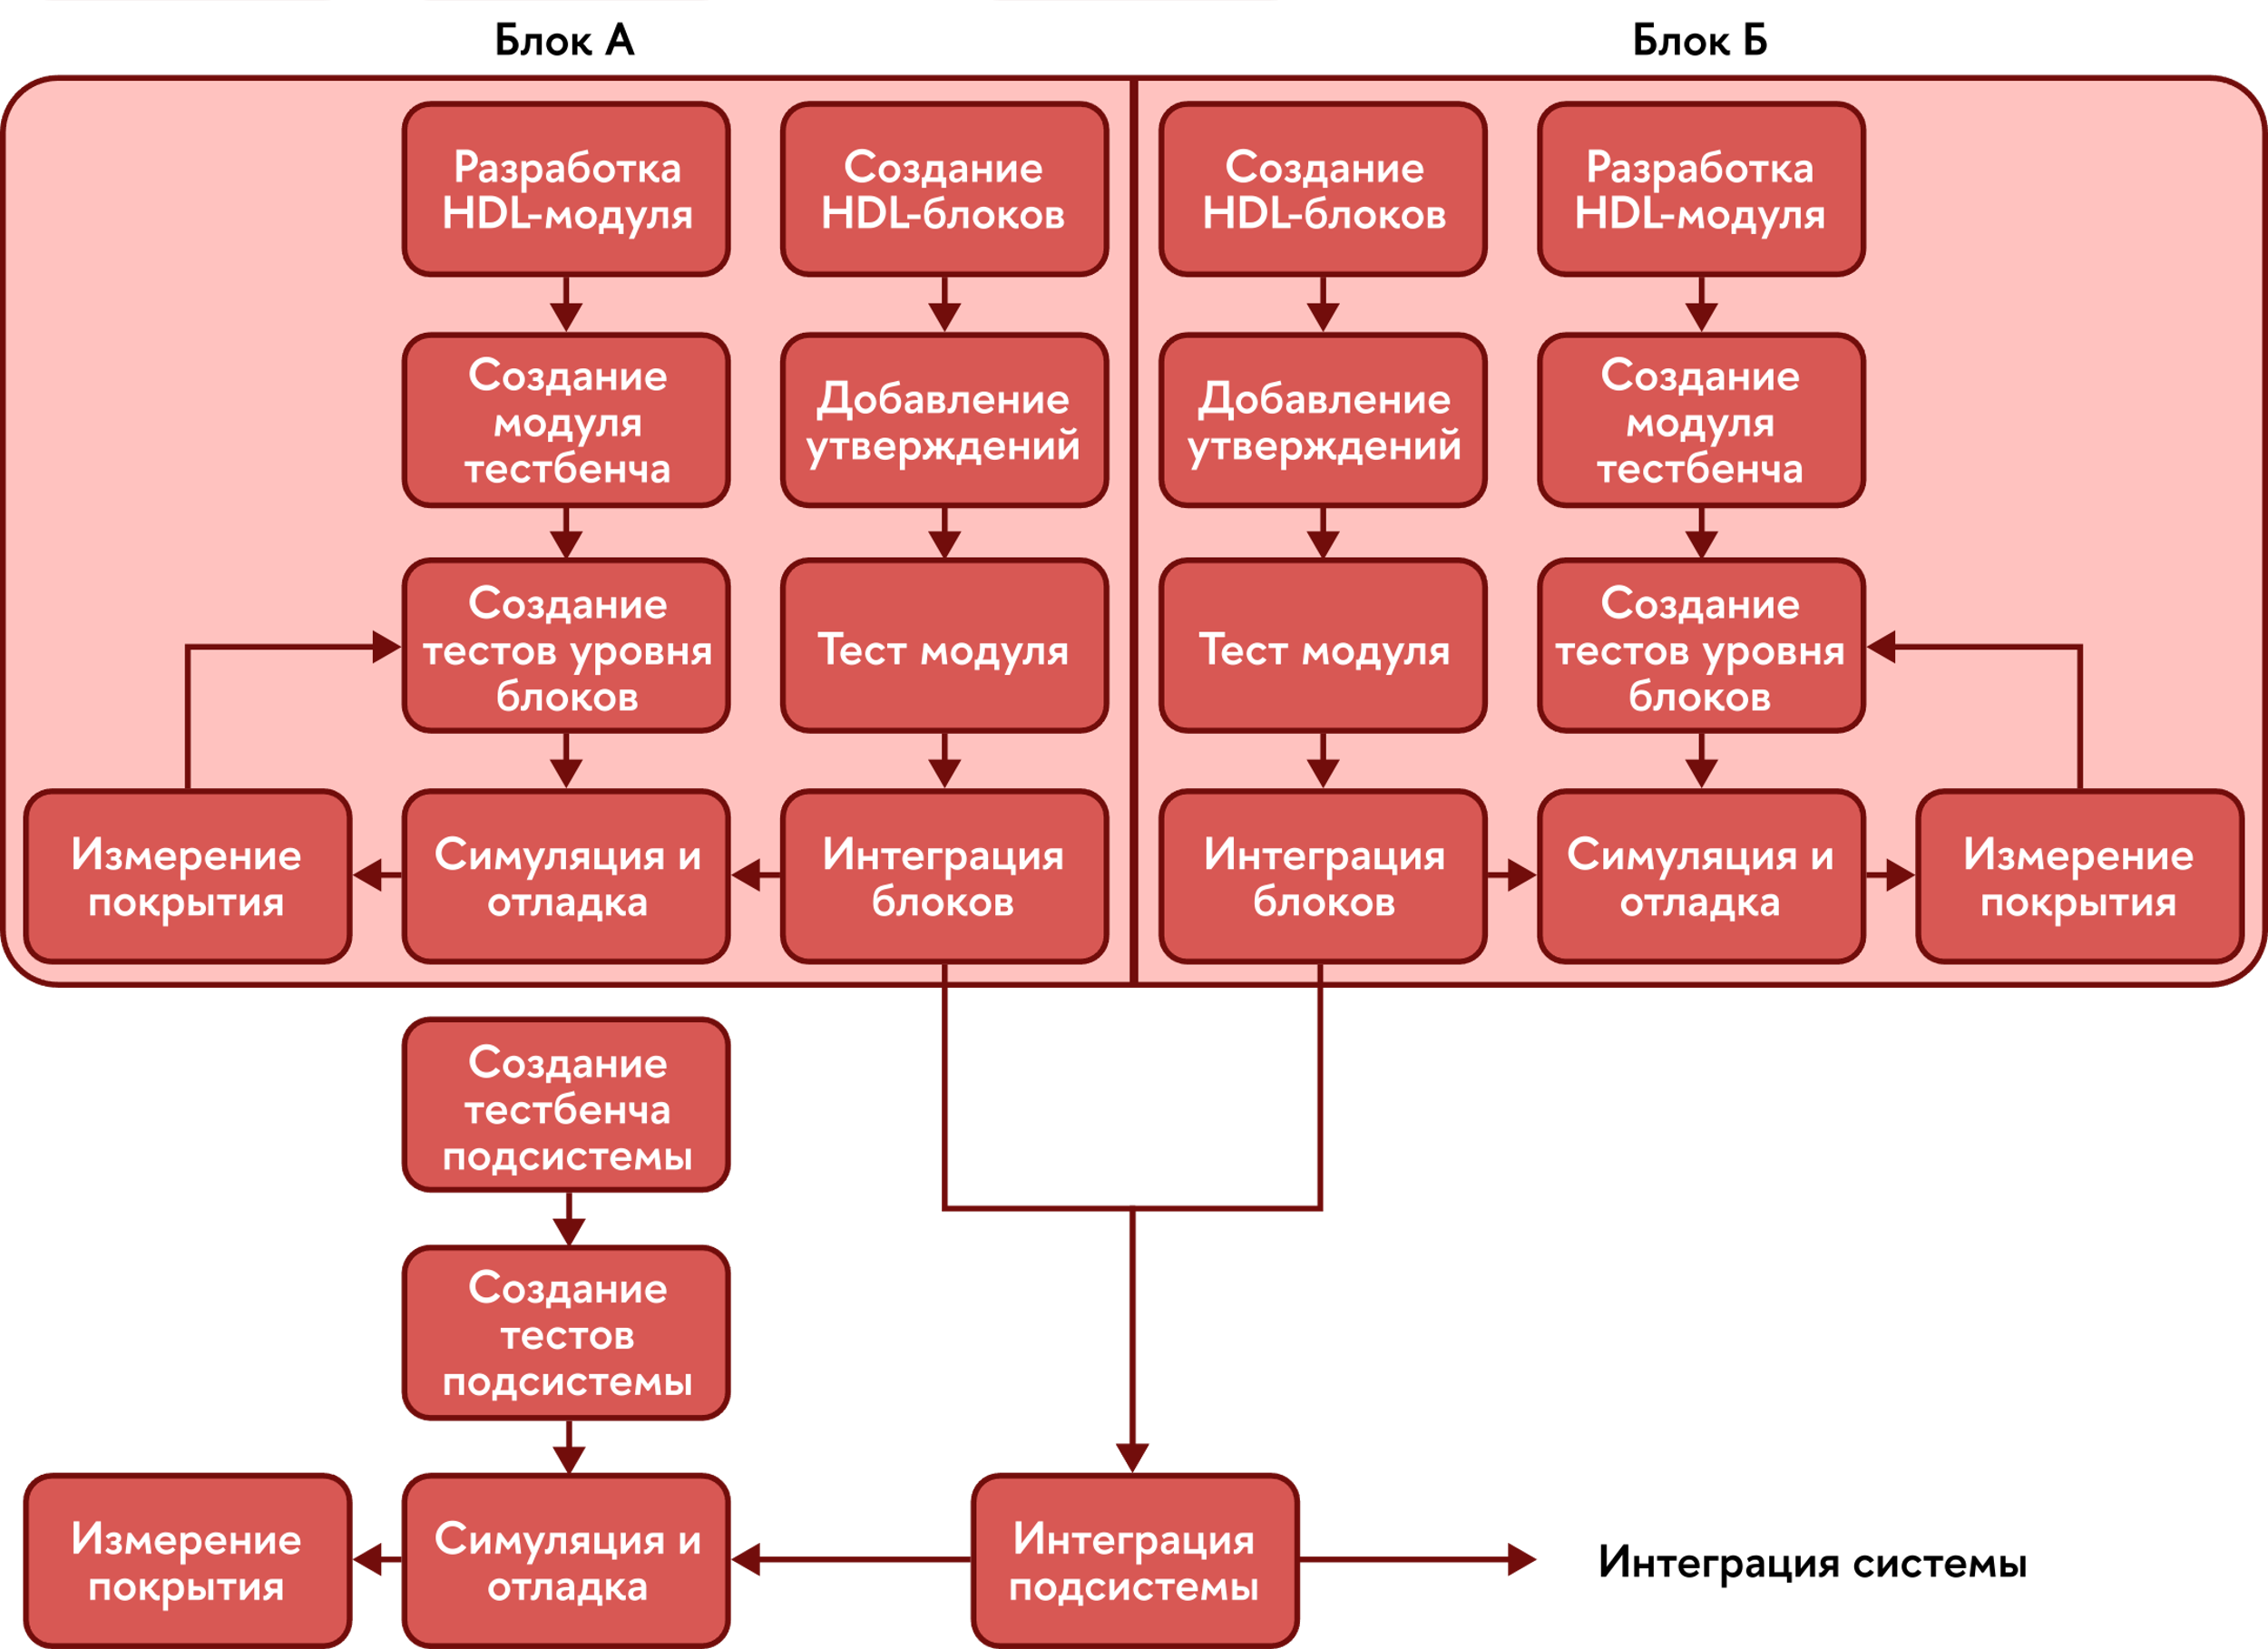 Блок А
Блок Б
Разработка
HDL-модуля
Создание
HDL-блоков
Создание
HDL-блоков
Разработка
HDL-модуля
Создание
модуля
тестбенча
Добавление
утверждений
Добавление
утверждений
Создание
модуля
тестбенча
Создание
тестов уровня
блоков
Тест модуля
Тест модуля
Создание
тестов уровня
блоков
Измерение
покрытия
Симуляция и
отладка
Интеграция
блоков
Интеграция
блоков
Симуляция и
отладка
Измерение
покрытия
Создание
тестбенча
подсистемы
Создание
тестов
подсистемы
Измерение
покрытия
Симуляция и
отладка
Интеграция
подсистемы
Интеграция системы